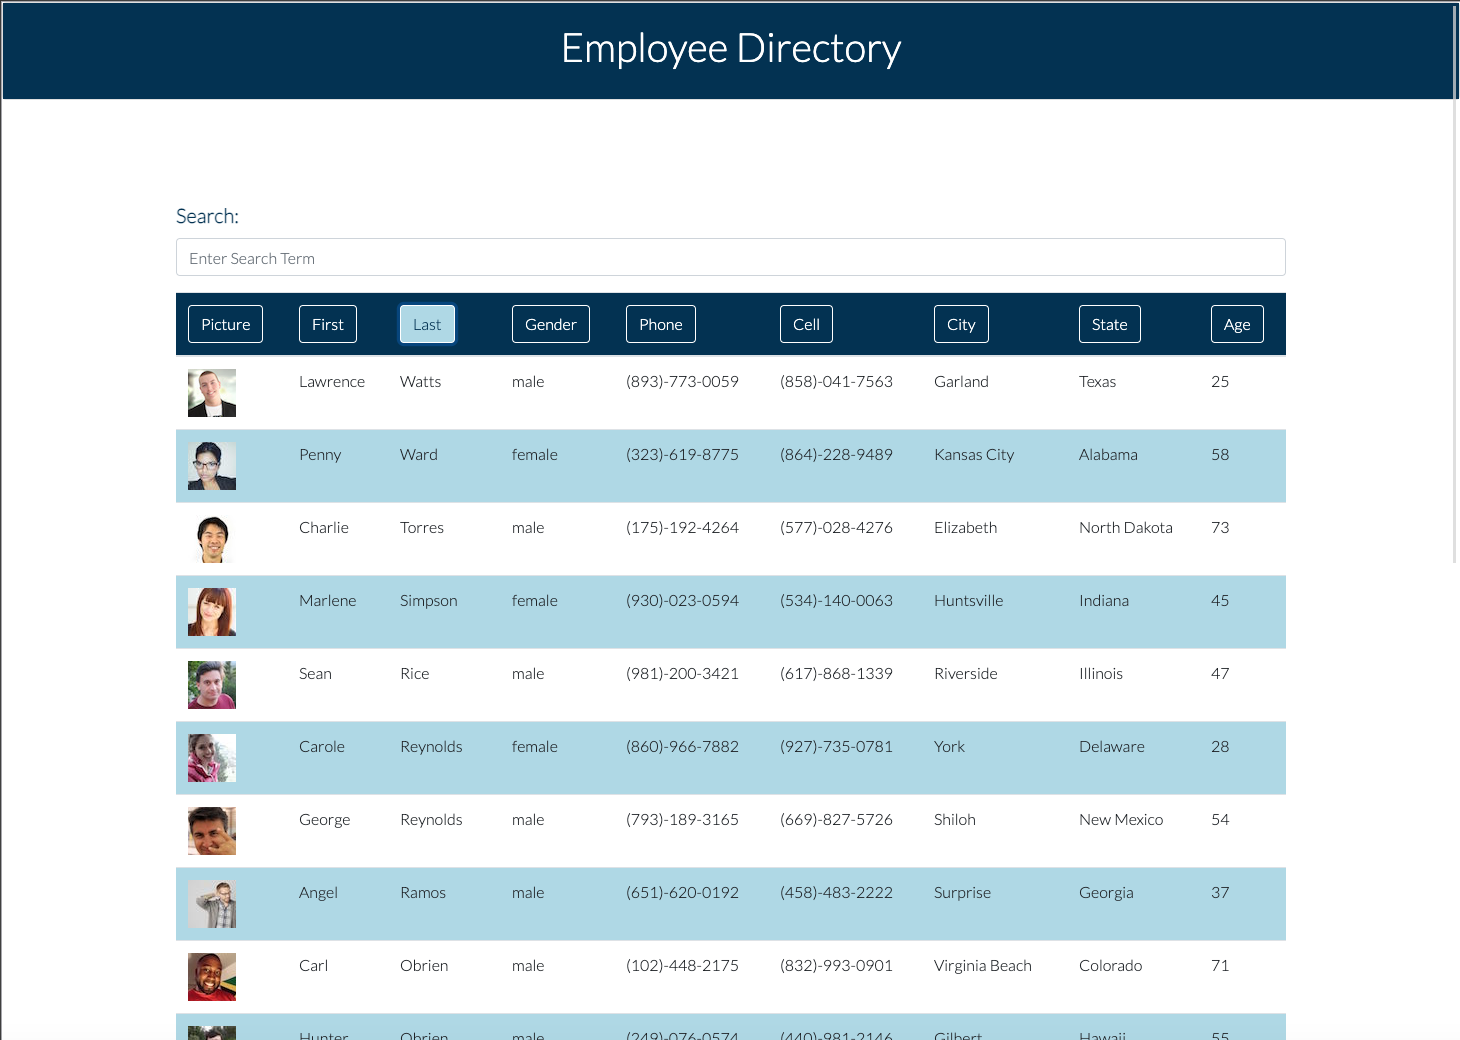 Employee Directory
Search:
Enter Search Term
Picture First Last Gender Phone Cell City State Age
Lawrence Watts male (893)-773-0059 (858)-041-7563 Garland Texas 25
Penny Ward female (323)-619-8775 (864)-228-9489 Kansas City Alabama 58
Charlie Torres male (175)-192-4264 (577)-028-4276 Elizabeth North Dakota 73
Marlene Simpson female (930)-023-0594 (534)-140-0063 Huntsville Indiana 45
Sean Rice male (981)-200-3421 (617)-868-1339 Riverside Illinois 47
Carole Reynolds female (860)-966-7882 (927)-735-0781 York Delaware 28
George Reynolds male (793)-189-3165 (669)-827-5726 Shiloh New Mexico 54
Angel Ramos male (651)-620-0192 (458)-483-2222 Surprise Georgia 37
Carl Obrien male (102)-448-2175 (832)-993-0901 Virginia Beach Colorado 71
Hunter Obrien male (249)-076-0574 (440)-981-2146 Gilbert Hawaii 55